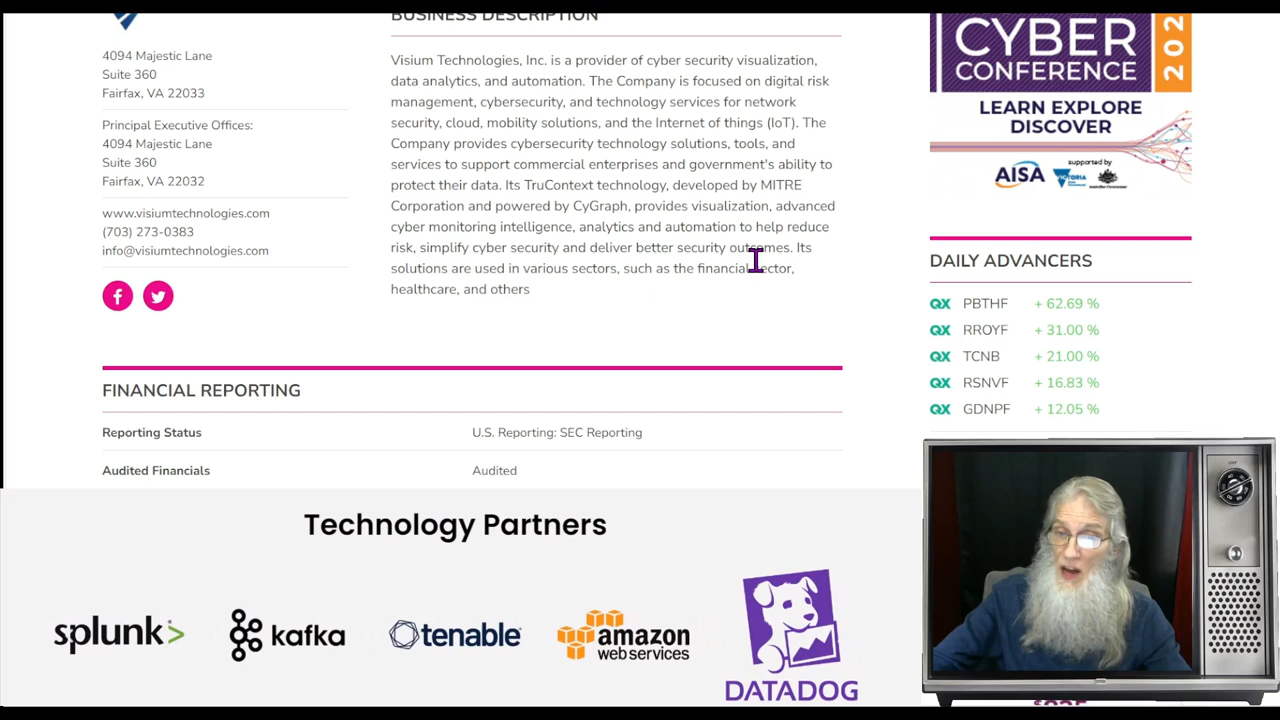 BUSINESS DESCRIPTION
4094 Majestic Lane
Suite 360
Fairfax, VA 22033
Principal Executive Offices:
4094 Majestic Lane
Suite 360
Fairfax, VA 22032
www.visiumtechnologies.com
(703) 273-0383
info@visiumtechnologies.com
Visium Technologies, Inc. is a provider of cyber security visualization,
data analytics, and automation. The Company is focused on digital risk
management, cybersecurity, and technology services for network
security, cloud, mobility solutions, and the Internet of things (IoT). The
Company provides cybersecurity technology solutions, tools, and
services to support commercial enterprises and government's ability to
protect their data. Its TruContext technology, developed by MITRE
Corporation and powered by CyGraph, provides visualization, advanced
cyber monitoring intelligence, analytics and automation to help reduce
risk, simplify cyber security and deliver better security outcomes. Its
solutions are used in various sectors, such as the financial sector,
healthcare, and others
FINANCIAL REPORTING
Reporting Status U.S. Reporting: SEC Reporting
Audited Financials Audited
CYBER
CONFERENCE
202
LEARN EXPLORE
DISCOVER
supported by
AISA VICTORIA
DAILY ADVANCERS
QX PBTHF + 62.69 %
QX RROYF + 31.00 %
QX TCNB + 21.00 %
QX RSNVF + 16.83 %
QX GDNPF + 12.05 %
Technology Partners
splunk>
kafka
tenable
amazon
web services
DATADOG